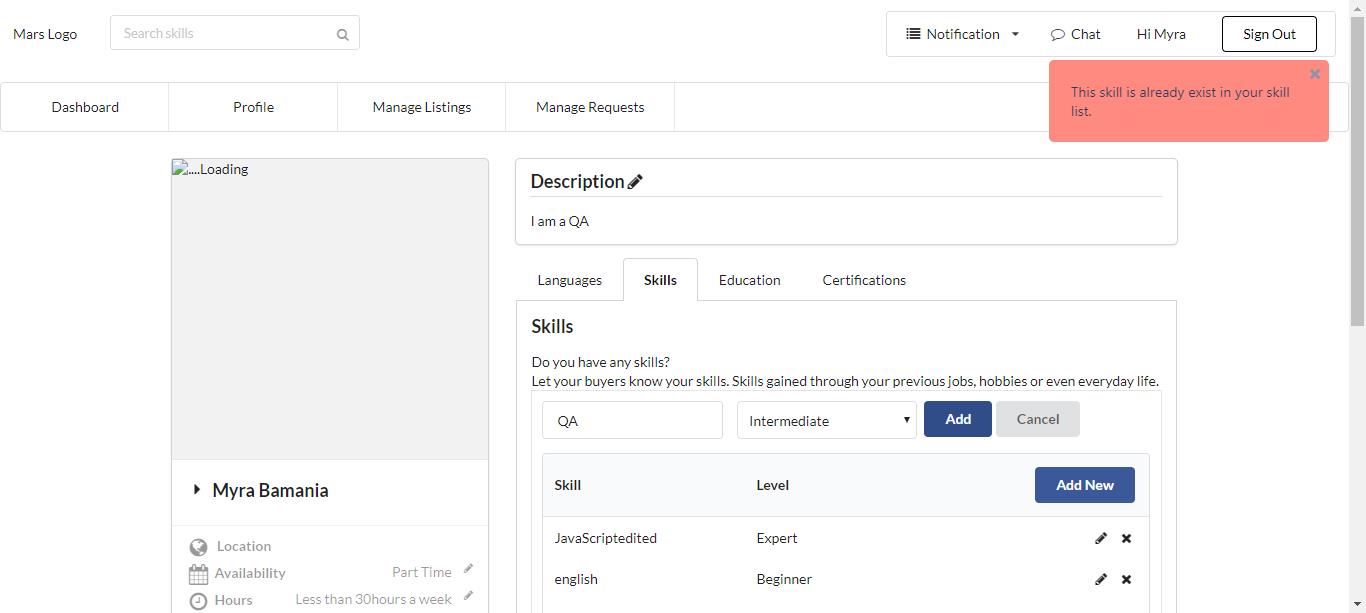 Mars Logo
Search skills
Notification
Chat
Hi Myra
Sign Out
This skill is already exist in your skill
list.
Dashboard
Profile
Manage Listings
Manage Requests
....Loading
Description
I am a QA
Languages
Skills
Education
Certifications
Skills
Do you have any skills?
Let your buyers know your skills. Skills gained through your previous jobs, hobbies or even everyday life.
QA
Intermediate
Add
Cancel
Skill
Level
Add New
JavaScriptedited
Expert
english
Beginner
Myra Bamania
Location
Availability
Part Time
Hours
Less than 30hours a week